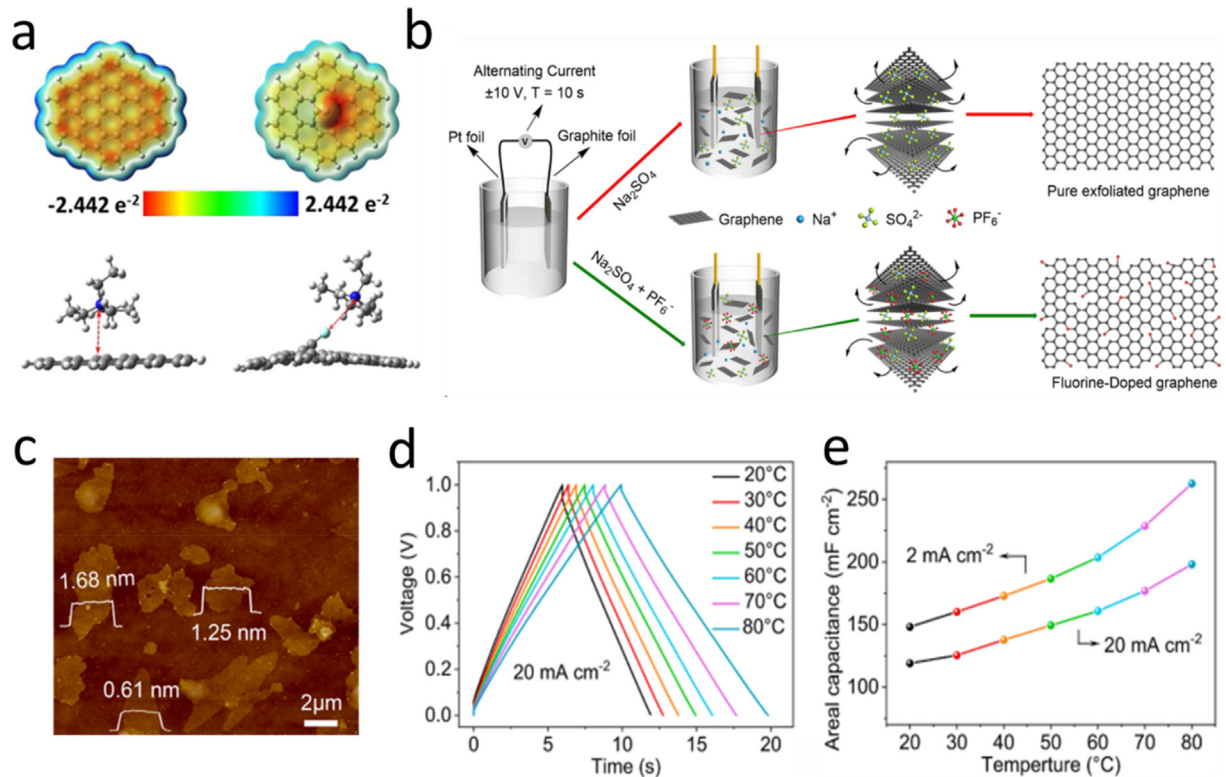 a
-2.442 e⁻²
2.442 e⁻²
b
Alternating Current
±10 V, T = 10 s
Pt foil
Graphite foil
V
Na₂SO₄
Na₂SO₄ + PF₆⁻
Graphene
Na⁺
SO₄²⁻
PF₆⁻
Pure exfoliated graphene
Fluorine-Doped graphene
c
1.68 nm
1.25 nm
0.61 nm
2μm
d
Voltage (V)
1.0
0.8
0.6
0.4
0.2
0.0
20°C
30°C
40°C
50°C
60°C
70°C
80°C
20 mA cm⁻²
0 5 10 15 20
Time (s)
e
Areal capacitance (mF cm⁻²)
250
200
150
100
2 mA cm⁻²
20 mA cm⁻²
20 30 40 50 60 70 80
Temperture (°C)